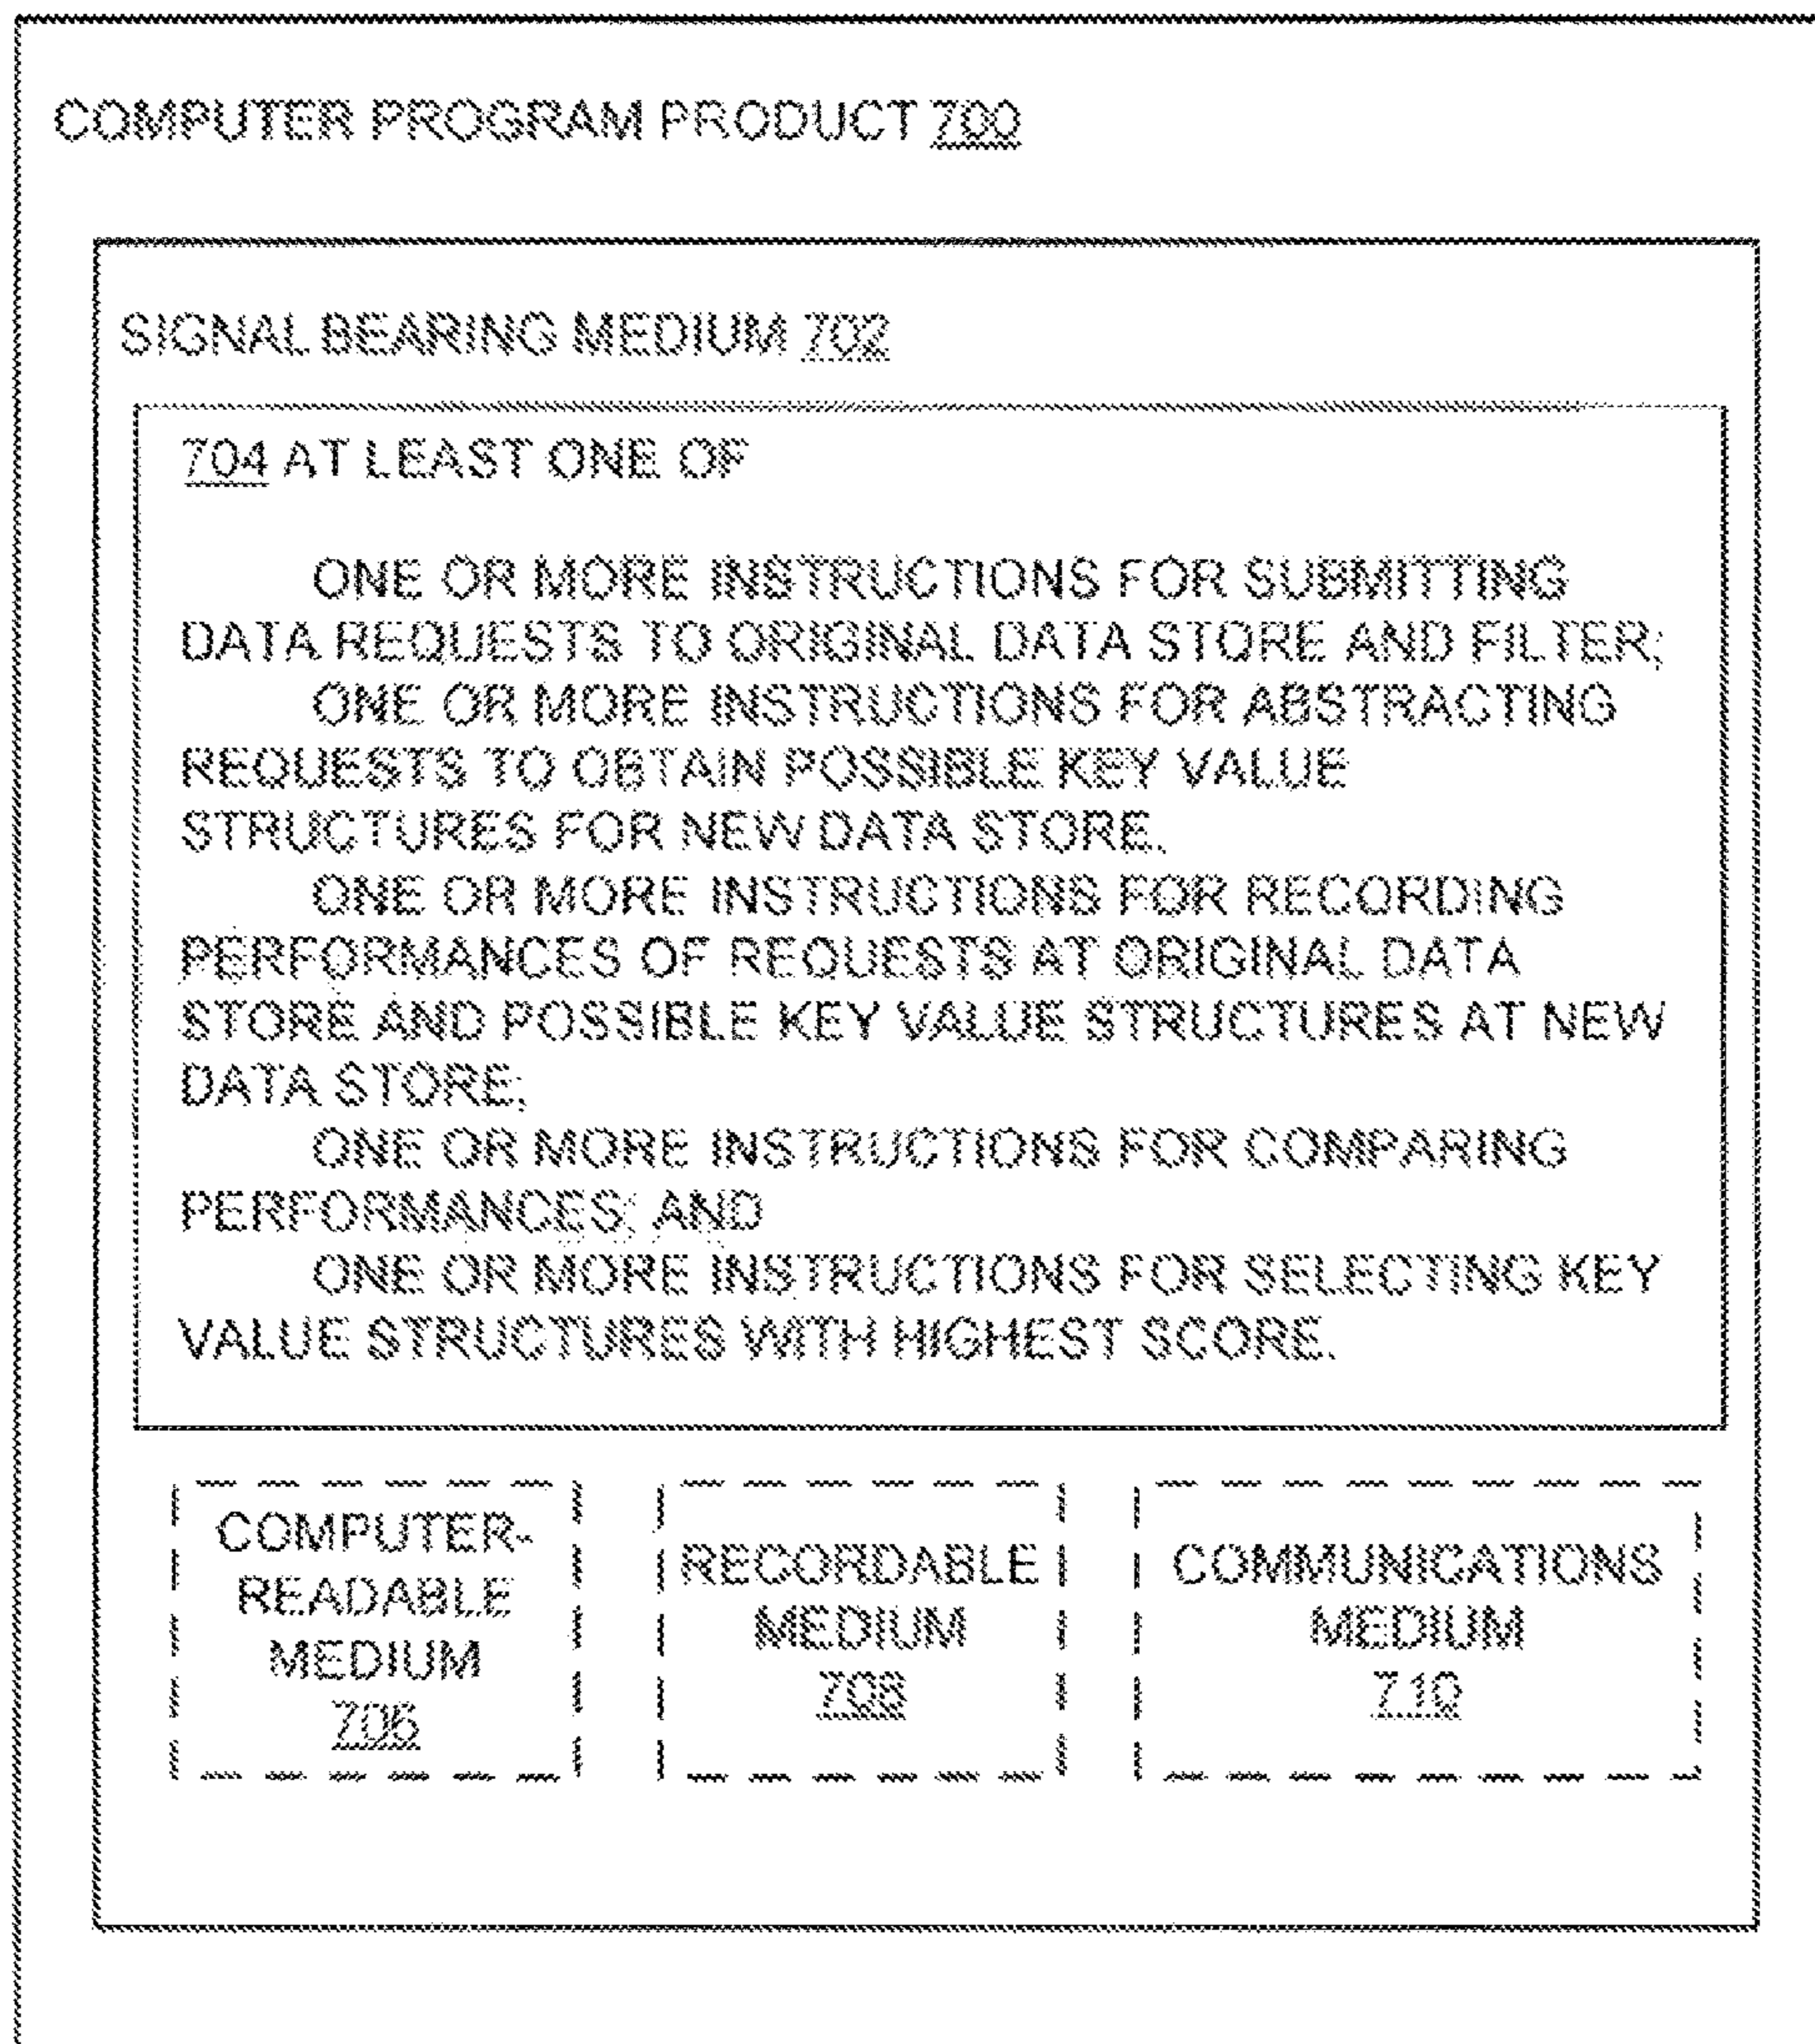 COMPUTER PROGRAM PRODUCT 700
SIGNAL BEARING MEDIUM 702
704 AT LEAST ONE OF
ONE OR MORE INSTRUCTIONS FOR SUBMITTING
DATA REQUESTS TO ORIGINAL DATA STORE AND FILTER;
ONE OR MORE INSTRUCTIONS FOR ABSTRACTING
REQUESTS TO OBTAIN POSSIBLE KEY VALUE
STRUCTURES FOR NEW DATA STORE.
ONE OR MORE INSTRUCTIONS FOR RECORDING
PERFORMANCES OF REQUESTS AT ORIGINAL DATA
STORE AND POSSIBLE KEY VALUE STRUCTURES AT NEW
DATA STORE;
ONE OR MORE INSTRUCTIONS FOR COMPARING
PERFORMANCES; AND
ONE OR MORE INSTRUCTIONS FOR SELECTING KEY
VALUE STRUCTURES WITH HIGHEST SCORE.
COMPUTER-
READABLE
MEDIUM
706
RECORDABLE
MEDIUM
708
COMMUNICATIONS
MEDIUM
710